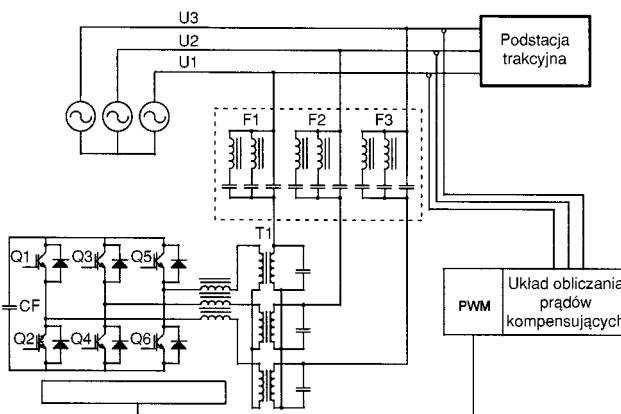 U3
U2
U1
Podstacja
trakcyjna
F1 F2 F3
T1
Q1 Q3 Q5
CF
Q2 Q4 Q6
PWM
Układ obliczania
prądów
kompensujących